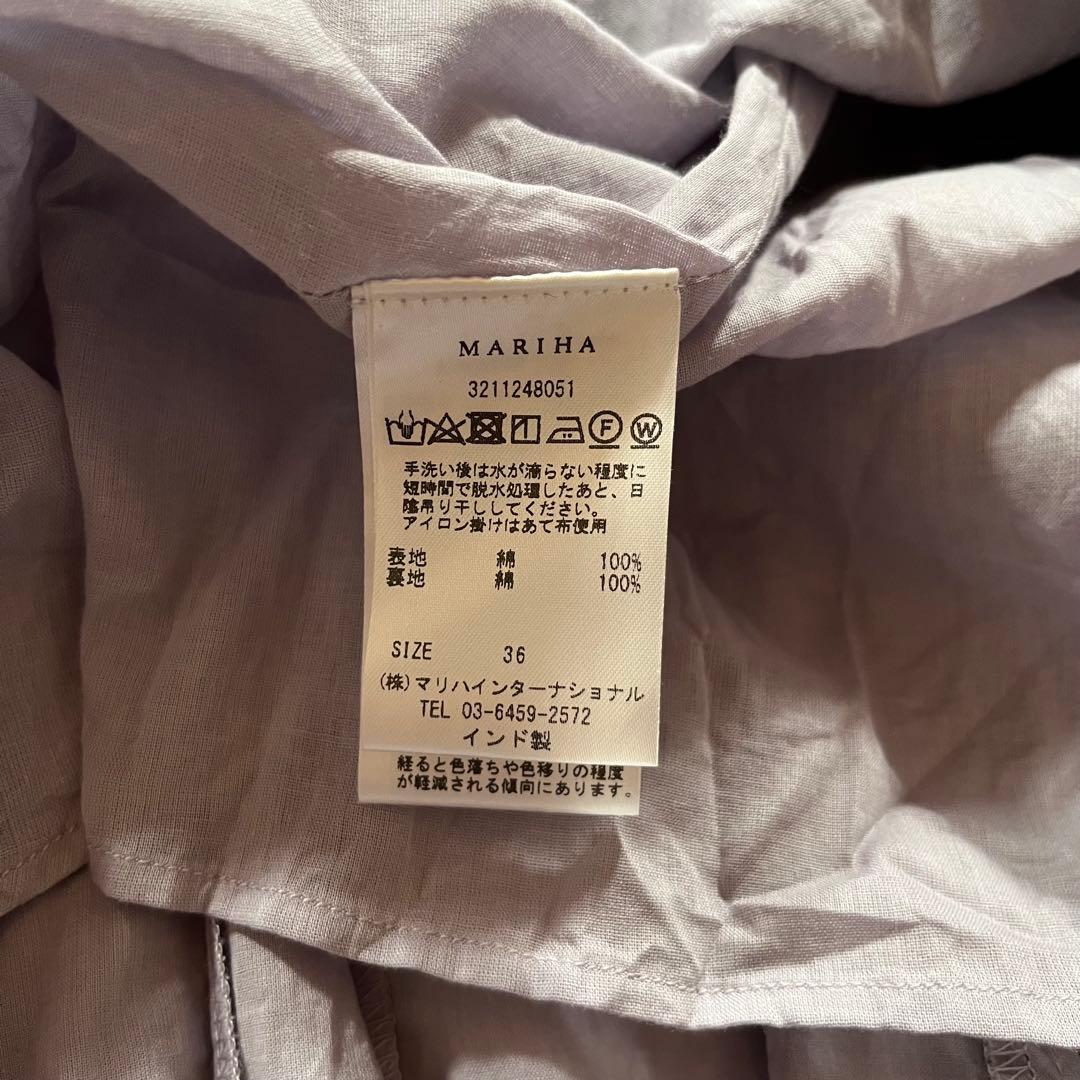 MARIHA
3211248051
F W
手洗い後は水が滴らない程度に
短時間で脱水処理したあと、日
陰吊り干ししてください。
アイロン掛けはあて布使用
表地 綿 100%
裏地 綿 100%
SIZE 36
(株)マリハインターナショナル
TEL 03-6459-2572
インド製
経ると色落ちや色移りの程度
が軽減される傾向にあります。